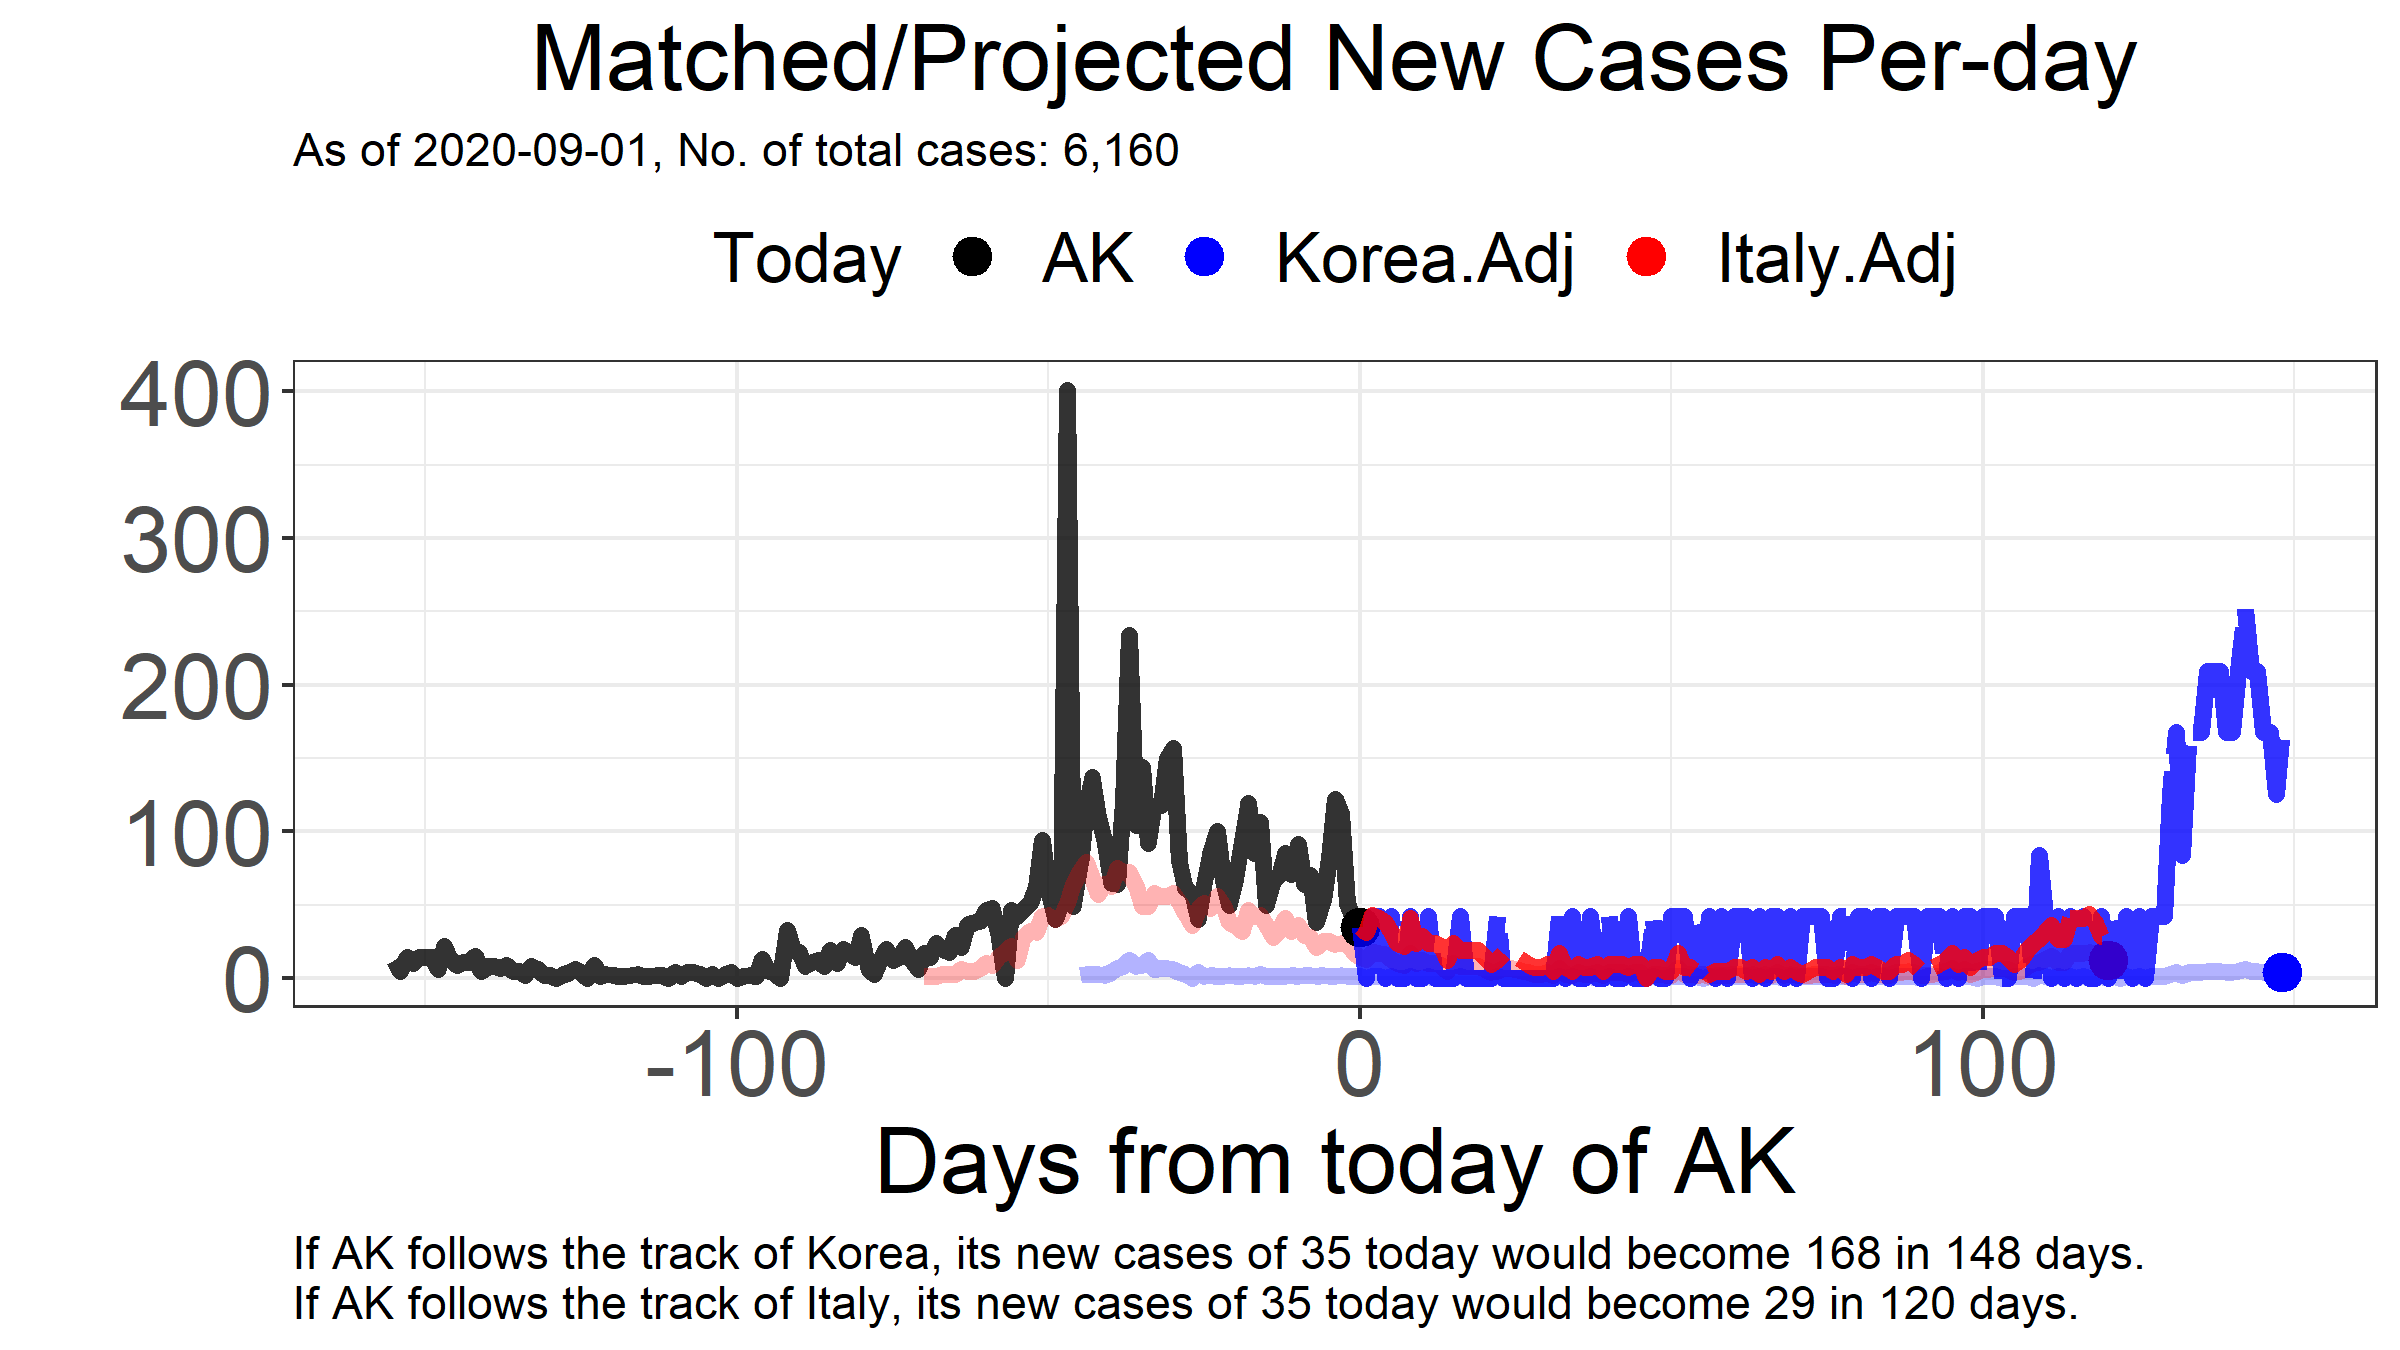 Matched/Projected New Cases Per-day
As of 2020-09-01, No. of total cases: 6,160
Today AK Korea.Adj Italy.Adj
400
300
200
100
0
-100 0 100
Days from today of AK
If AK follows the track of Korea, its new cases of 35 today would become 168 in 148 days.
If AK follows the track of Italy, its new cases of 35 today would become 29 in 120 days.